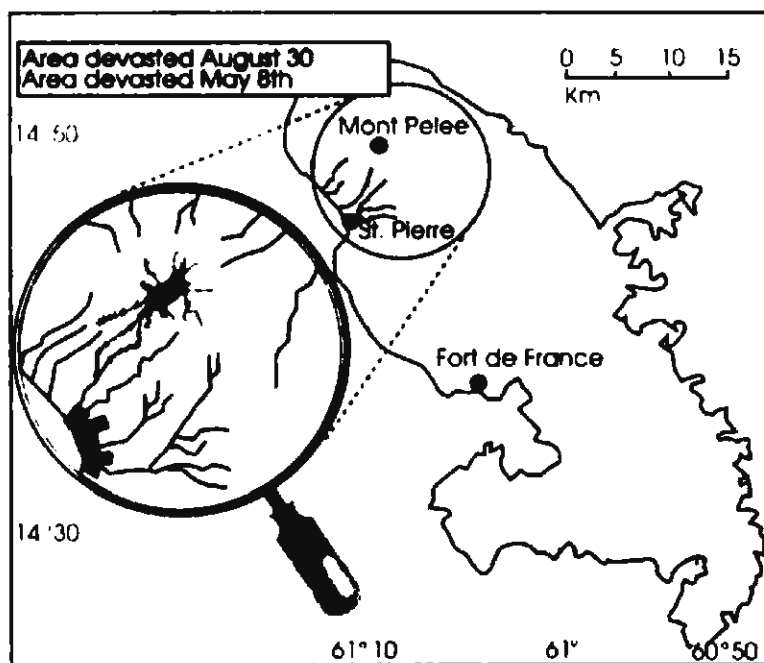 Area devasted August 30
Area devasted May 8th
0 5 10 15
Km
14 '50
Mont Pelee
St. Pierre
Fort de France
14 '30
61°10
61°
60°50